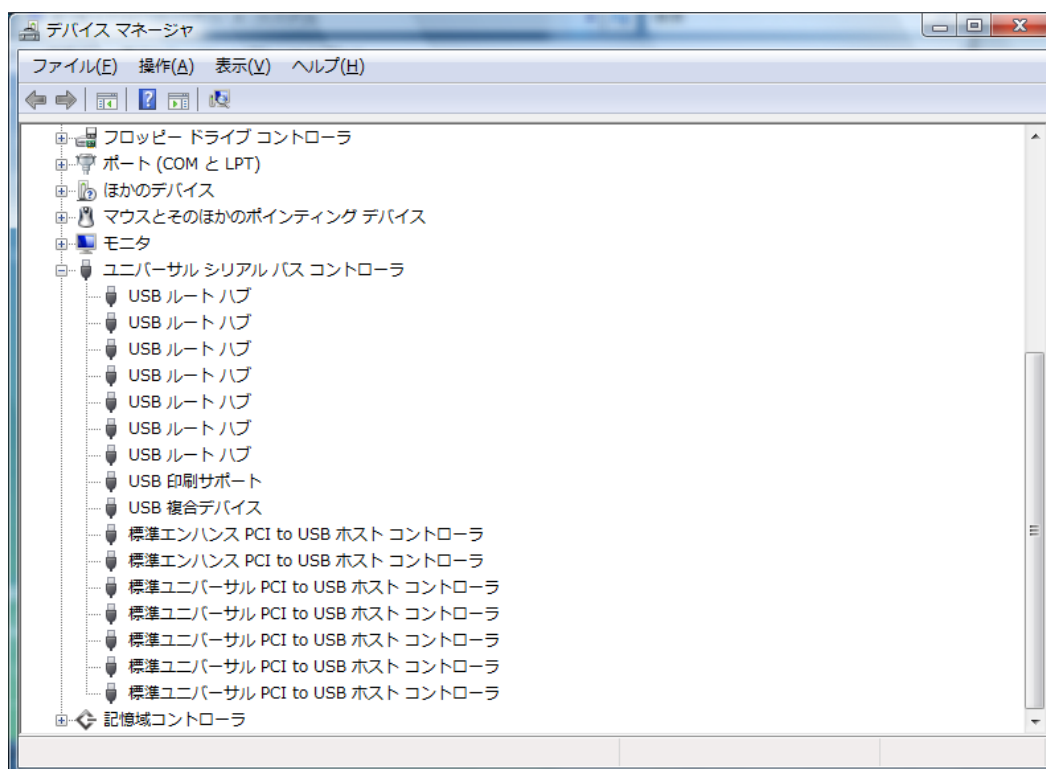 デバイス マネージャ
ファイル(F) 操作(A) 表示(V) ヘルプ(H)
フロッピー ドライブ コントローラ
ポート (COM と LPT)
ほかのデバイス
マウスとそのほかのポインティング デバイス
モニタ
ユニバーサル シリアル バス コントローラ
USB ルート ハブ
USB ルート ハブ
USB ルート ハブ
USB ルート ハブ
USB ルート ハブ
USB ルート ハブ
USB ルート ハブ
USB 印刷サポート
USB 複合デバイス
標準エンハンス PCI to USB ホスト コントローラ
標準エンハンス PCI to USB ホスト コントローラ
標準ユニバーサル PCI to USB ホスト コントローラ
標準ユニバーサル PCI to USB ホスト コントローラ
標準ユニバーサル PCI to USB ホスト コントローラ
標準ユニバーサル PCI to USB ホスト コントローラ
標準ユニバーサル PCI to USB ホスト コントローラ
記憶域コントローラ